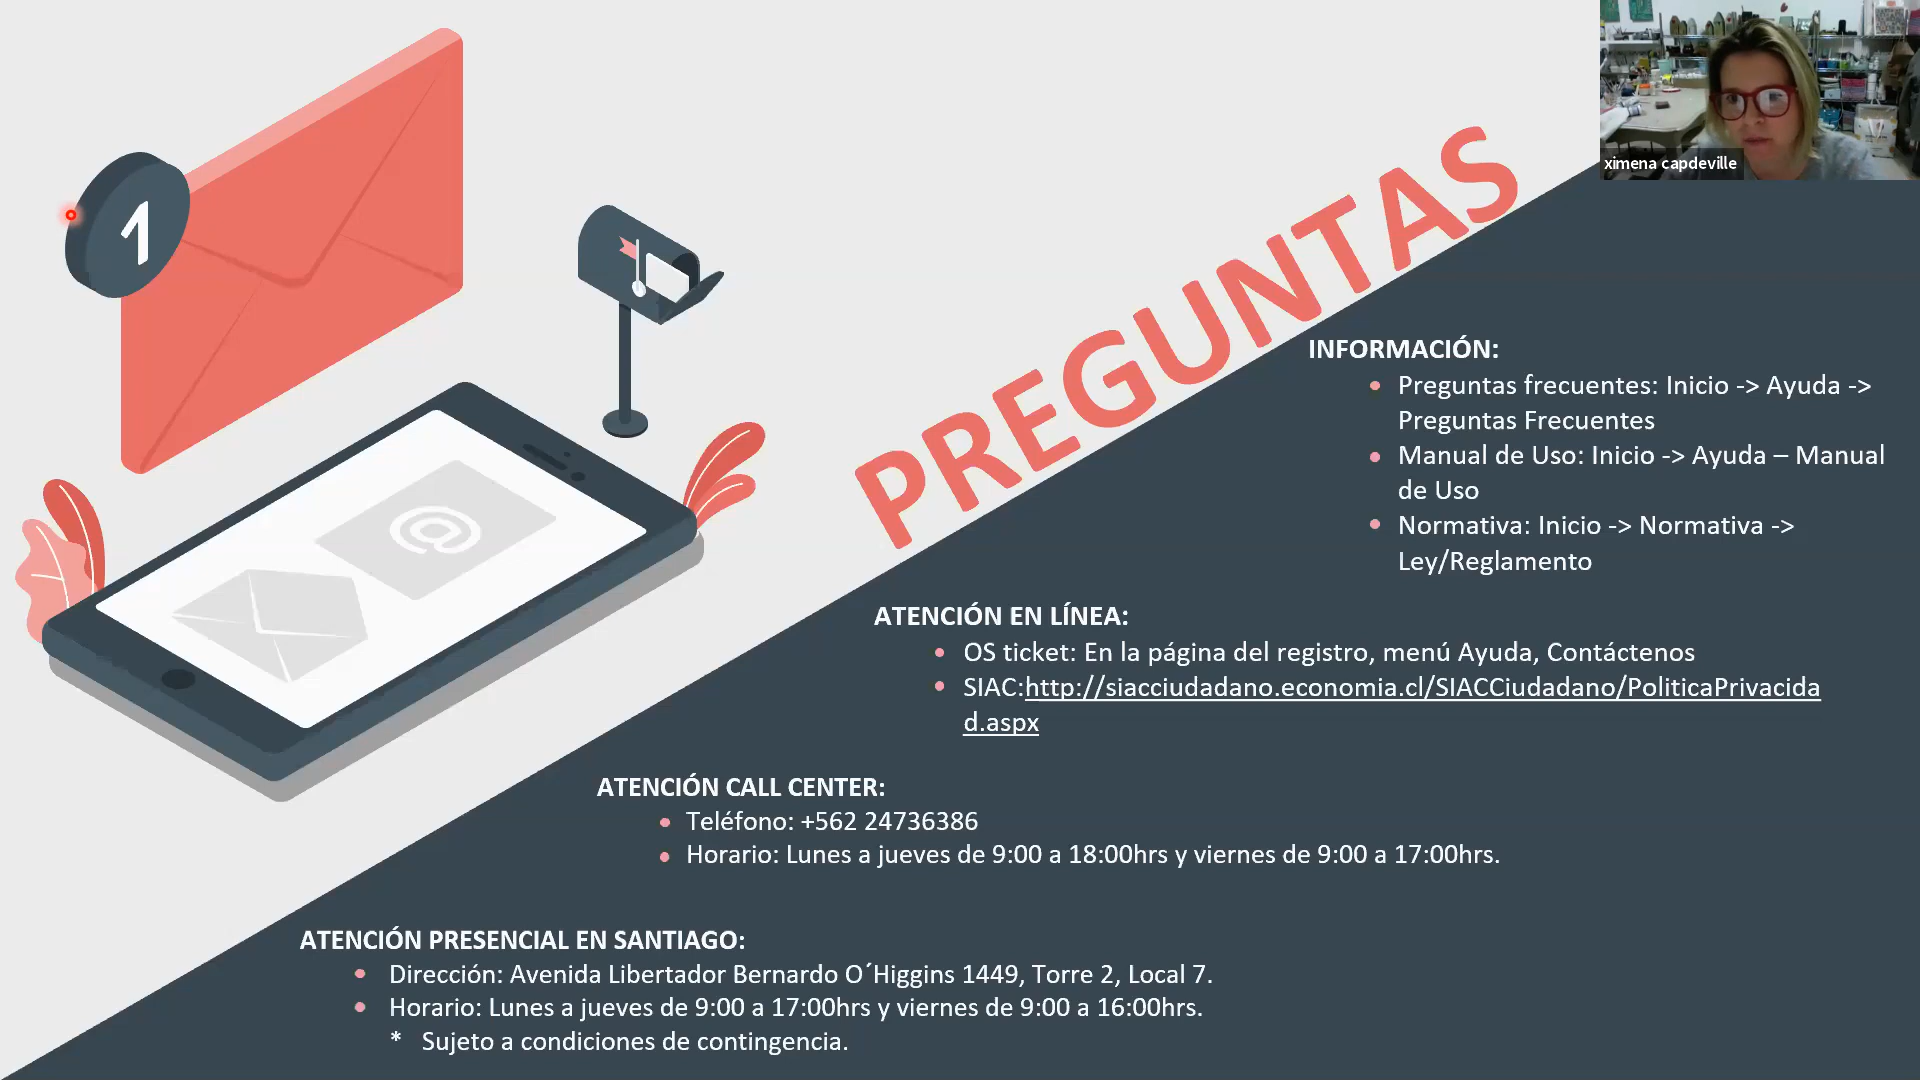 ximena capdeville
1
PREGUNTAS
INFORMACIÓN:
• Preguntas frecuentes: Inicio -> Ayuda ->
Preguntas Frecuentes
• Manual de Uso: Inicio -> Ayuda – Manual
de Uso
• Normativa: Inicio -> Normativa ->
Ley/Reglamento
ATENCIÓN EN LÍNEA:
• OS ticket: En la página del registro, menú Ayuda, Contáctenos
• SIAC:http://siacciudadano.economia.cl/SIACCiudadano/PoliticaPrivacida
d.aspx
ATENCIÓN CALL CENTER:
• Teléfono: +562 24736386
• Horario: Lunes a jueves de 9:00 a 18:00hrs y viernes de 9:00 a 17:00hrs.
ATENCIÓN PRESENCIAL EN SANTIAGO:
• Dirección: Avenida Libertador Bernardo O´Higgins 1449, Torre 2, Local 7.
• Horario: Lunes a jueves de 9:00 a 17:00hrs y viernes de 9:00 a 16:00hrs.
* Sujeto a condiciones de contingencia.
@